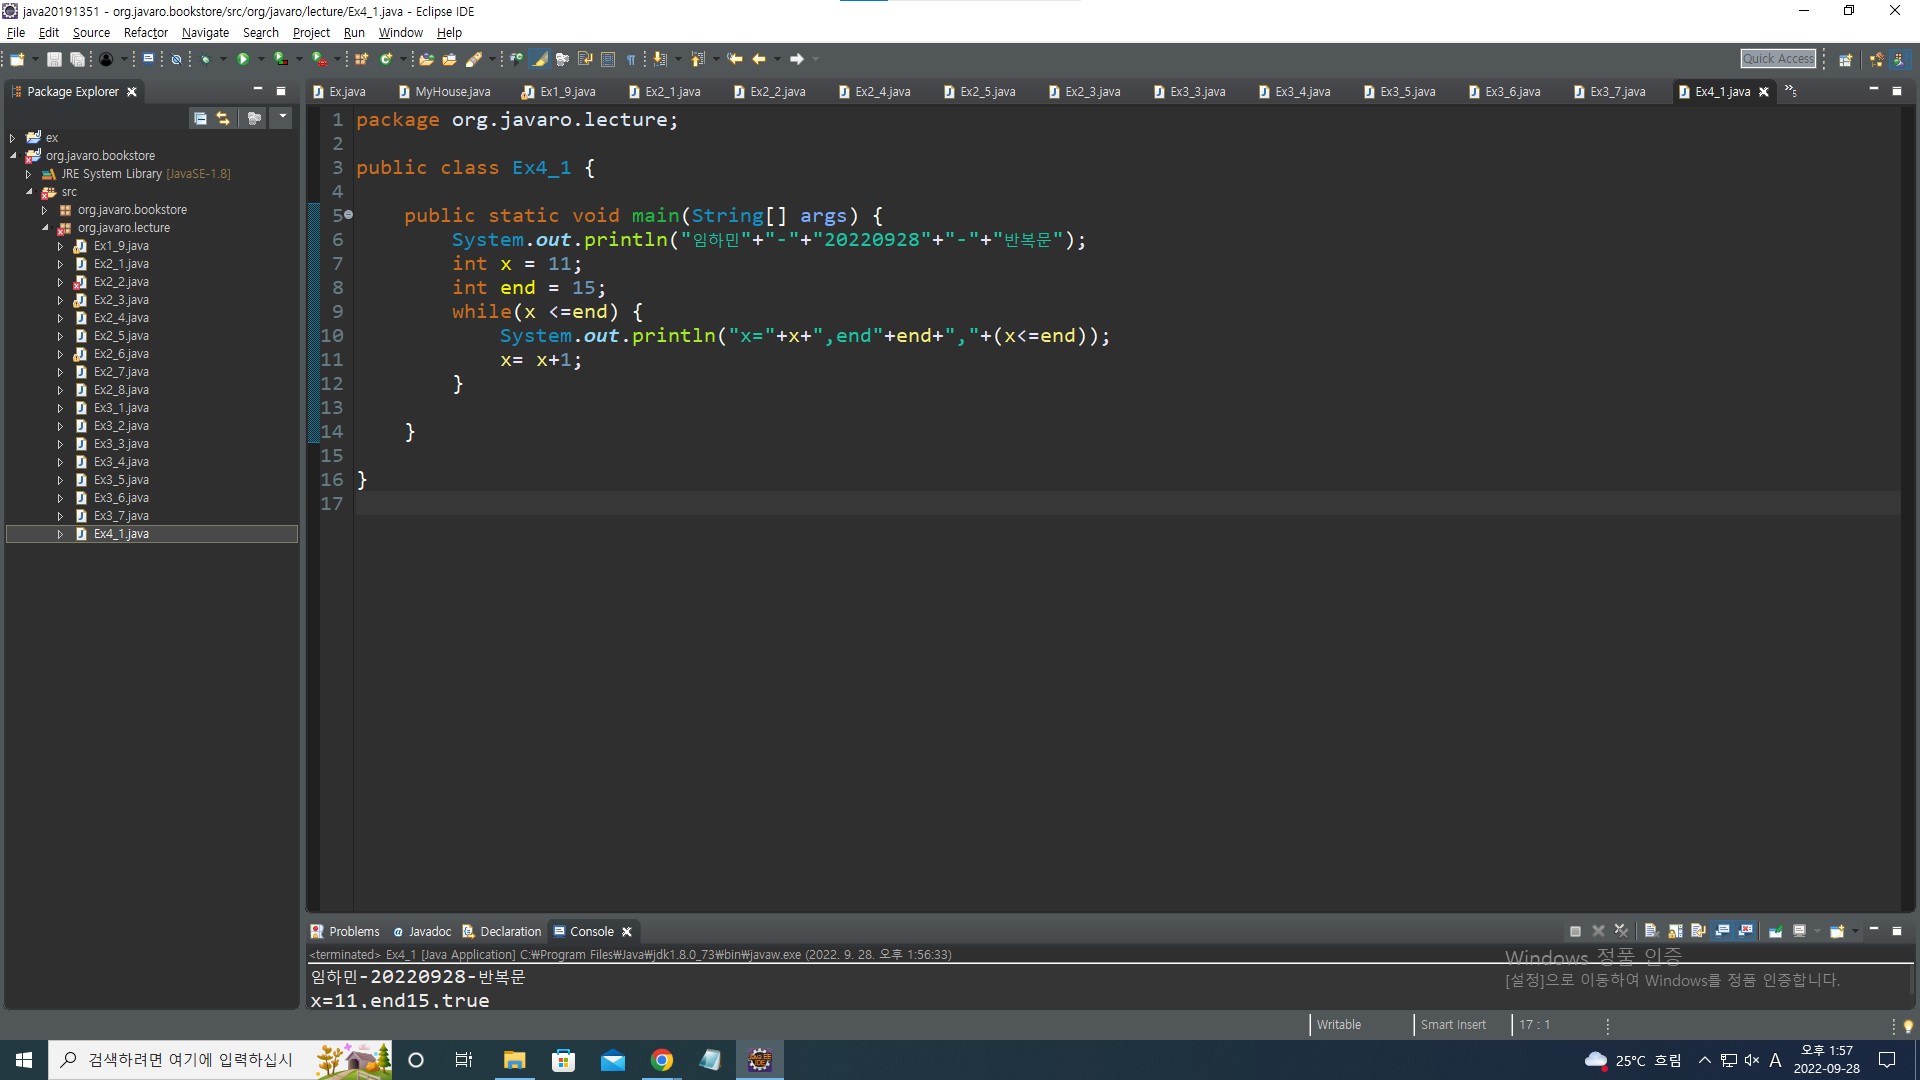 java20191351 - org.javaro.bookstore/src/org/javaro/lecture/Ex4_1.java - Eclipse IDE
File Edit Source Refactor Navigate Search Project Run Window Help
Quick Access
Package Explorer
Ex.java MyHouse.java Ex1_9.java Ex2_1.java Ex2_2.java Ex2_4.java Ex2_5.java Ex2_3.java Ex3_3.java Ex3_4.java Ex3_5.java Ex3_6.java Ex3_7.java Ex4_1.java »5
ex
org.javaro.bookstore
JRE System Library [JavaSE-1.8]
src
org.javaro.bookstore
org.javaro.lecture
Ex1_9.java
Ex2_1.java
Ex2_2.java
Ex2_3.java
Ex2_4.java
Ex2_5.java
Ex2_6.java
Ex2_7.java
Ex2_8.java
Ex3_1.java
Ex3_2.java
Ex3_3.java
Ex3_4.java
Ex3_5.java
Ex3_6.java
Ex3_7.java
Ex4_1.java
1 package org.javaro.lecture;
2
3 public class Ex4_1 {
4
5 public static void main(String[] args) {
6 System.out.println("임하민"+"-"+"20220928"+"-"+"반복문");
7 int x = 11;
8 int end = 15;
9 while(x <=end) {
10 System.out.println("x="+x+",end"+end+","+(x<=end));
11 x= x+1;
12 }
13
14 }
15
16 }
17
Problems @ Javadoc Declaration Console
<terminated> Ex4_1 [Java Application] C:₩Program Files₩Java₩jdk1.8.0_73₩bin₩javaw.exe (2022. 9. 28. 오후 1:56:33)
임하민-20220928-반복문
x=11,end15,true
Windows 정품 인증
[설정]으로 이동하여 Windows를 정품 인증합니다.
Writable Smart Insert 17 : 1
검색하려면 여기에 입력하십시
25°C 흐림 A 오후 1:57
2022-09-28